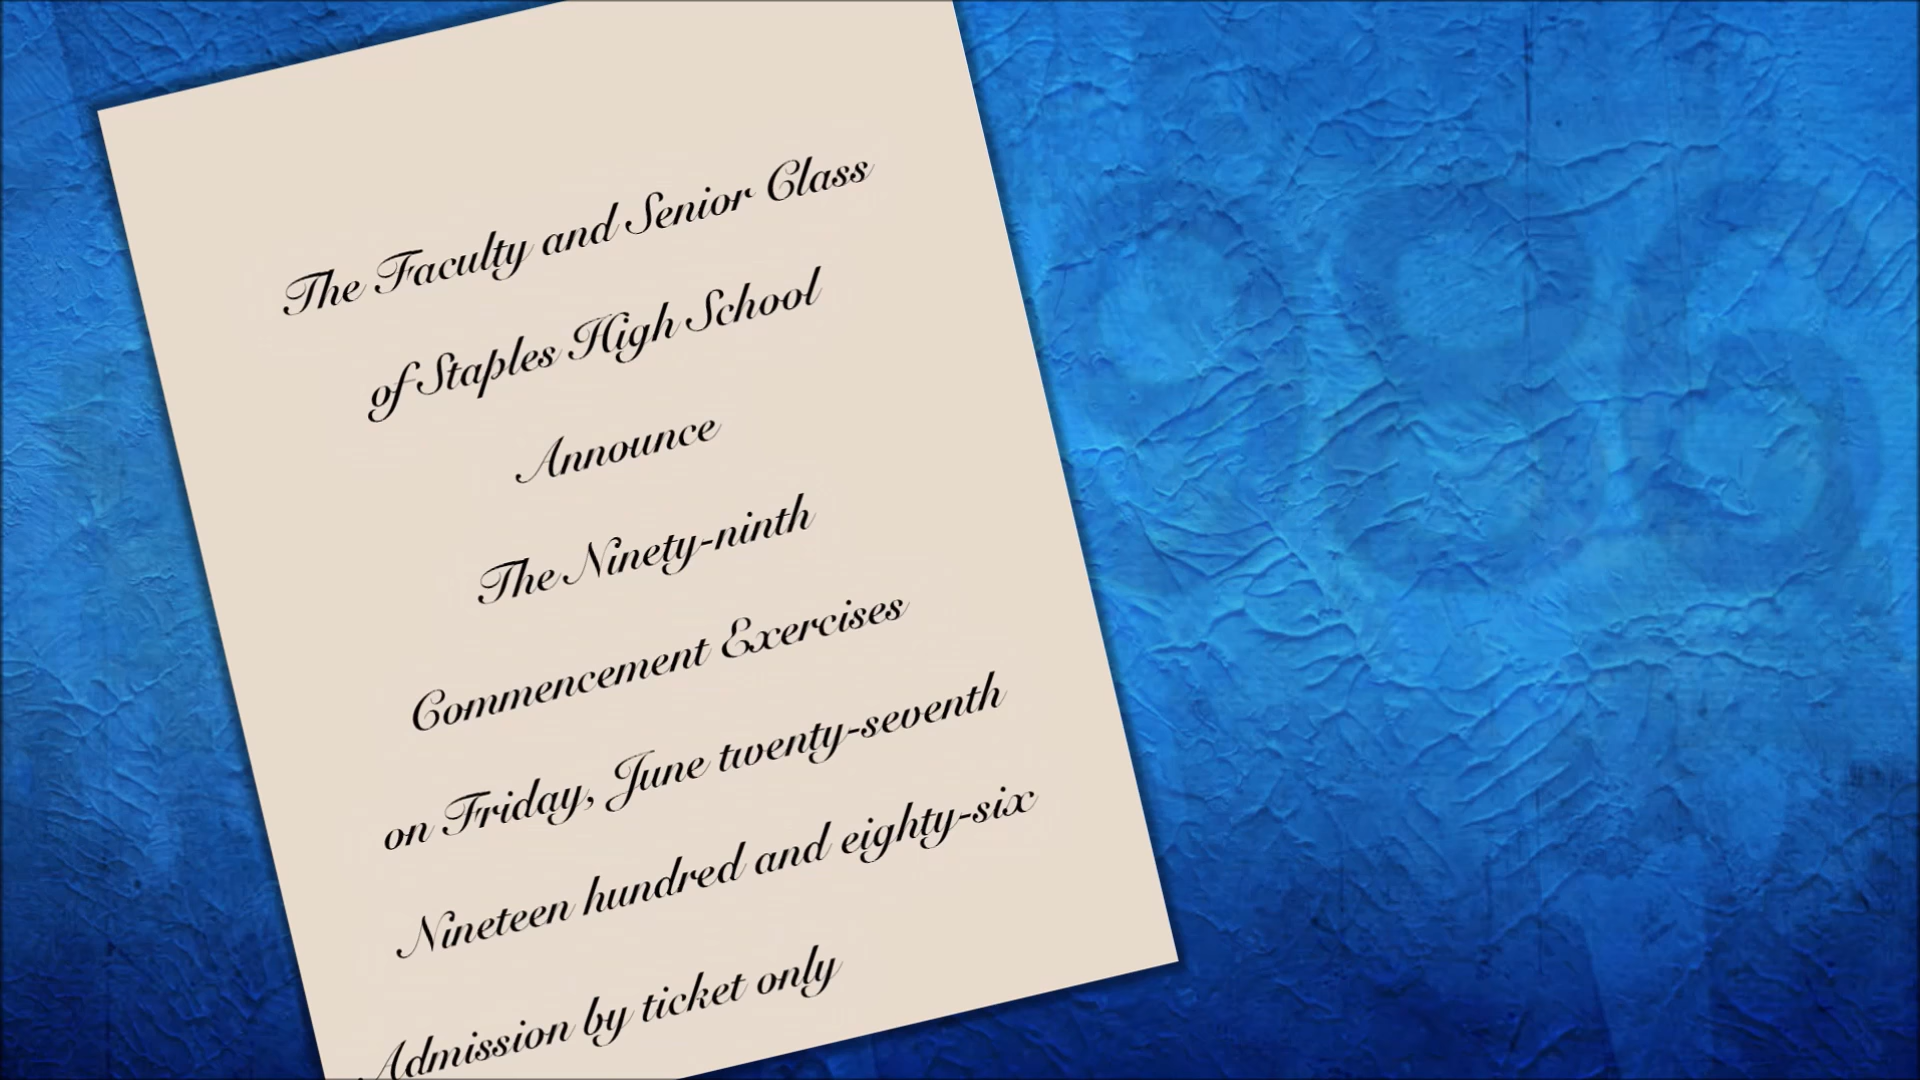 The Faculty and Senior Class
of Staples High School
Announce
The Ninety-ninth
Commencement Exercises
on Friday, June twenty-seventh
Nineteen hundred and eighty-six
Admission by ticket only
986